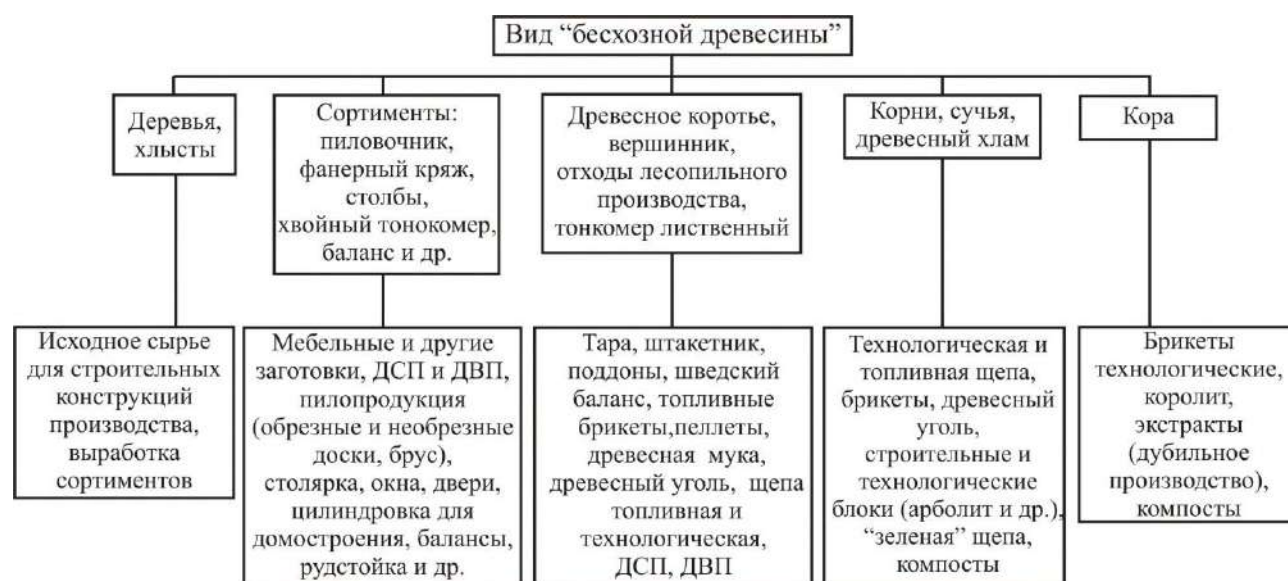 Вид “бесхозной древесины”
Деревья,
хлысты
Сортименты:
пиловочник,
фанерный кряж,
столбы,
хвойный тонокомер,
баланс и др.
Древесное коротье,
вершинник,
отходы лесопильного
производства,
тонкомер лиственный
Корни, сучья,
древесный хлам
Кора
Исходное сырье
для строительных
конструкций
производства,
выработка
сортиментов
Мебельные и другие
заготовки, ДСП и ДВП,
пилопродукция
(обрезные и необрезные
доски, брус),
столярка, окна, двери,
цилиндровка для
домостроения, балансы,
рудстойка и др.
Тара, штакетник,
поддоны, шведский
баланс, топливные
брикеты,пеллеты,
древесная мука,
древесный уголь, щепа
топливная и
технологическая,
ДСП, ДВП
Технологическая и
топливная щепа,
брикеты, древесный
уголь,
строительные и
технологические
блоки (арболит и др.),
“зеленая” щепа,
компосты
Брикеты
технологические,
королит,
экстракты
(дубильное
производство),
компосты